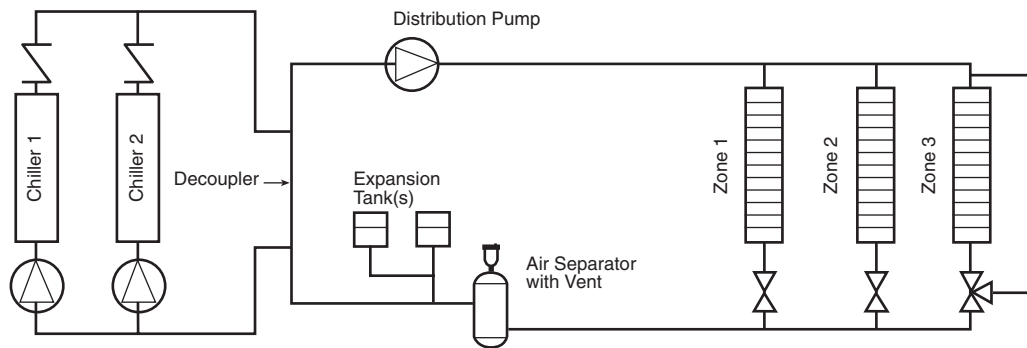 Distribution Pump
Chiller 1
Chiller 2
Decoupler
Expansion
Tank(s)
Air Separator
with Vent
Zone 1
Zone 2
Zone 3